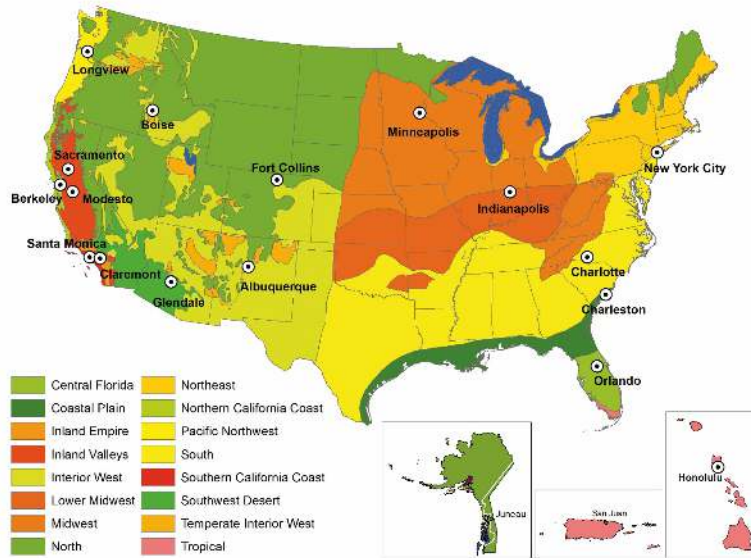 Longview
Boise
Minneapolis
Sacramento
Fort Collins
New York City
Berkeley
Modesto
Indianapolis
Santa Monica
Claremont
Charlotte
Glendale
Albuquerque
Charleston
Orlando
Central Florida
Coastal Plain
Inland Empire
Inland Valleys
Interior West
Lower Midwest
Midwest
North
Northeast
Northern California Coast
Pacific Northwest
South
Southern California Coast
Southwest Desert
Temperate Interior West
Tropical
Juneau
San Juan
Honolulu